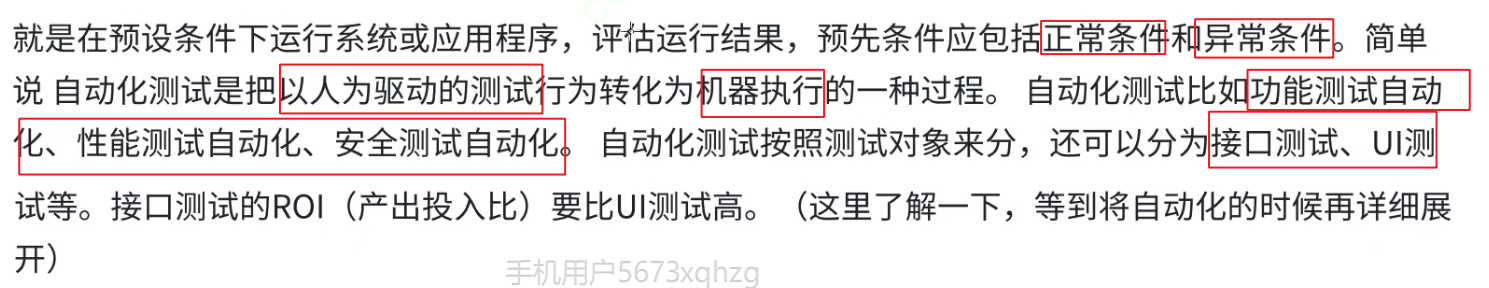 就是在预设条件下运行系统或应用程序，评估运行结果，预先条件应包括正常条件和异常条件。简单
说 自动化测试是把以人为驱动的测试行为转化为机器执行的一种过程。 自动化测试比如功能测试自动
化、性能测试自动化、安全测试自动化。 自动化测试按照测试对象来分，还可以分为接口测试、UI测
试等。接口测试的ROI（产出投入比）要比UI测试高。（这里了解一下，等到将自动化的时候再详细展
开）
手机用户5673xqhzg